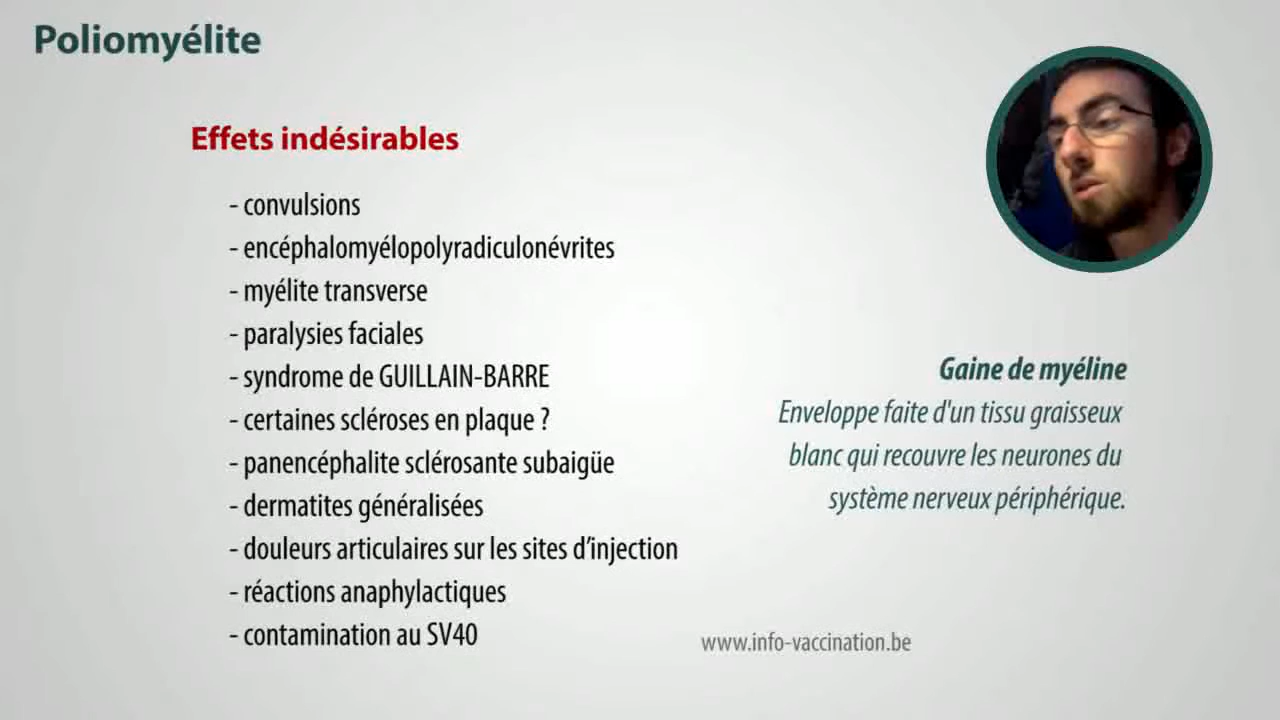 Poliomyélite
Effets indésirables
- convulsions
- encéphalomyélopolyradiculonévrites
- myélite transverse
- paralysies faciales
- syndrome de GUILLAIN-BARRE
- certaines scléroses en plaque ?
- panencéphalite sclérosante subaigüe
- dermatites généralisées
- douleurs articulaires sur les sites d’injection
- réactions anaphylactiques
- contamination au SV40
Gaine de myéline
Enveloppe faite d'un tissu graisseux
blanc qui recouvre les neurones du
système nerveux périphérique.
www.info-vaccination.be